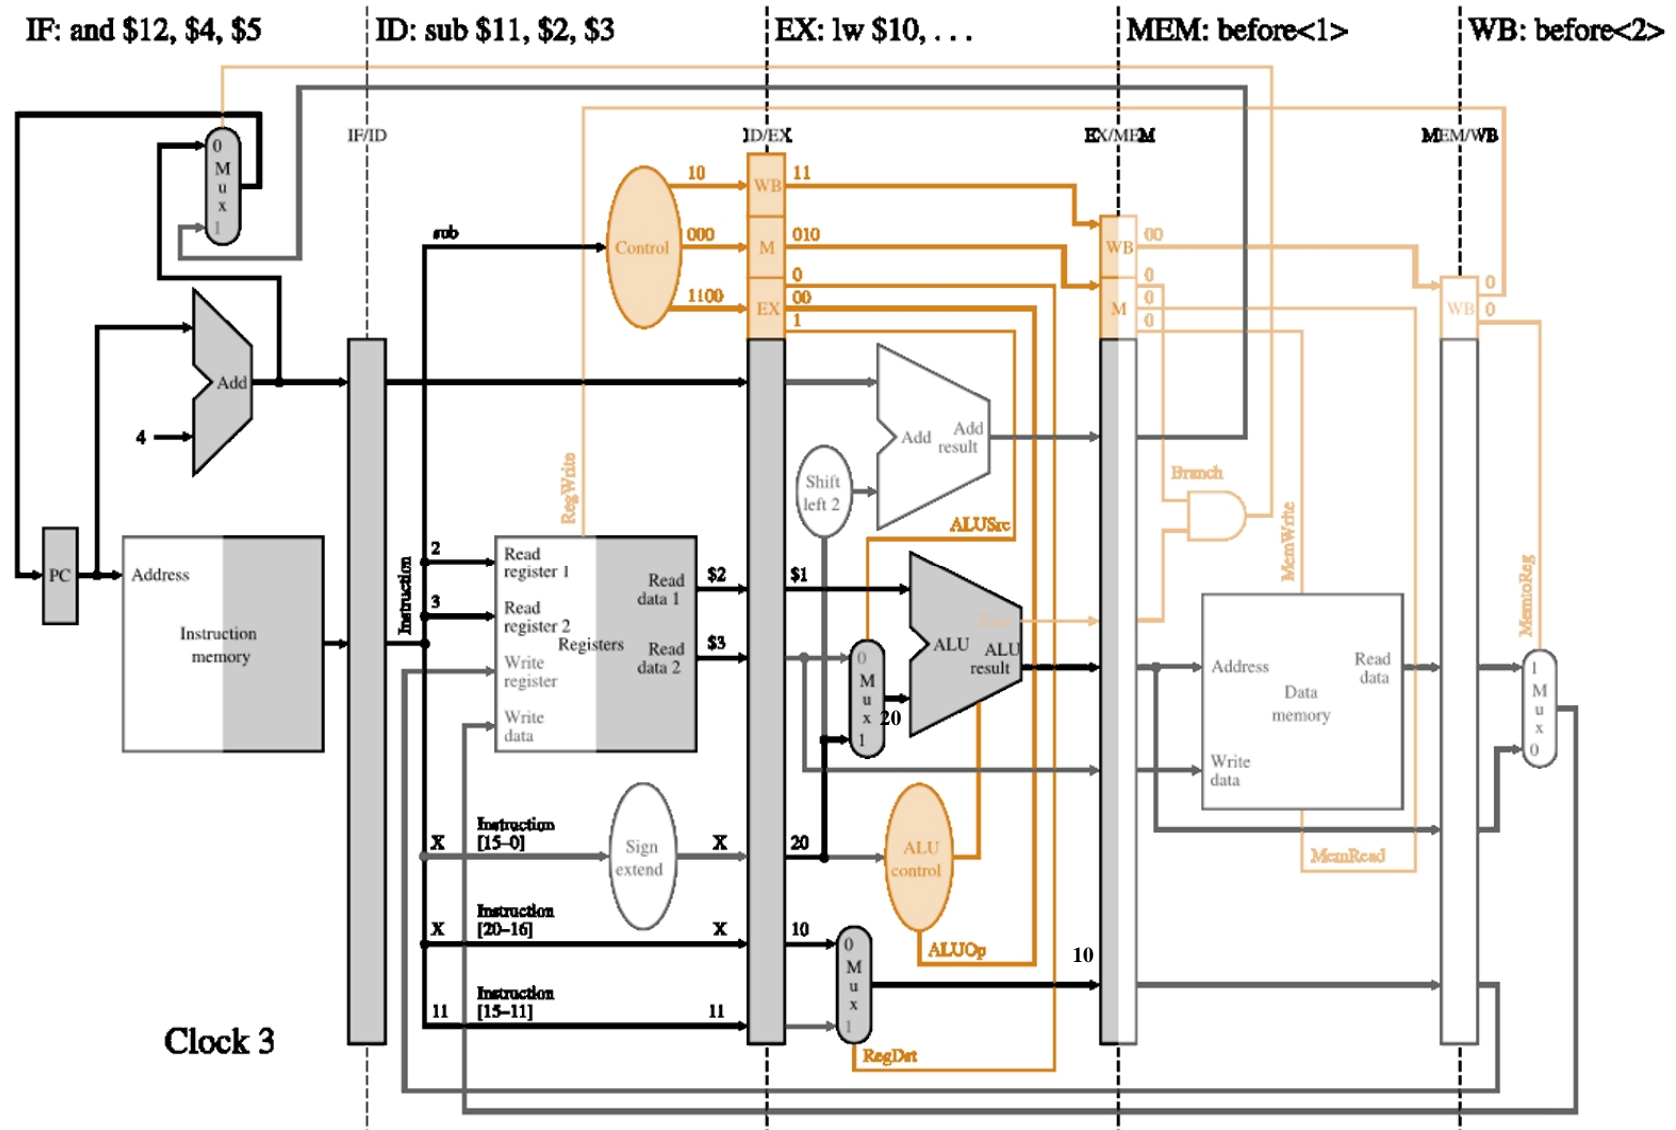 IF: and $12, $4, $5
ID: sub $11, $2, $3
EX: lw $10, . . .
MEM: before<1>
WB: before<2>
IF/ID
ID/EX
EX/MEM
MEM/WB
0
M
u
x
1
sub
Control
10
000
1100
WB
M
EX
11
010
0
00
1
WB
M
00
0
0
0
WB
0
0
Add
4
RegWrite
Add
Add
result
Shift
left 2
ALUSrc
Branch
MemWrite
MemtoReg
PC
Address
Instruction
memory
Instruction
2
3
Read
register 1
Read
register 2
Registers
Write
register
Write
data
Read
data 1
Read
data 2
$2
$3
$1
0
M
u
x
1
20
ALU
Zero
ALU
result
Address
Read
data
Data
memory
Write
data
MemRead
1
M
u
x
0
X
Instruction
[15–0]
Sign
extend
X
20
ALU
control
X
Instruction
[20–16]
X
10
0
M
u
x
1
ALUOp
10
11
Instruction
[15–11]
11
RegDst
Clock 3